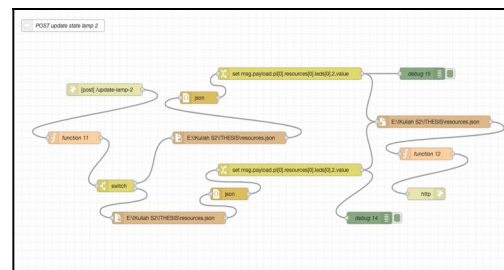 POST update state lamp 2
set msg.payload.pi[0].resources[0].leds[0].2.value
debug 15
[post] /update-lamp-2
json
E:\Kuliah S2\THESIS\resources.json
function 11
E:\Kuliah S2\THESIS\resources.json
function 12
set msg.payload.pi[0].resources[0].leds[0].2.value
switch
json
http
E:\Kuliah S2\THESIS\resources.json
debug 14